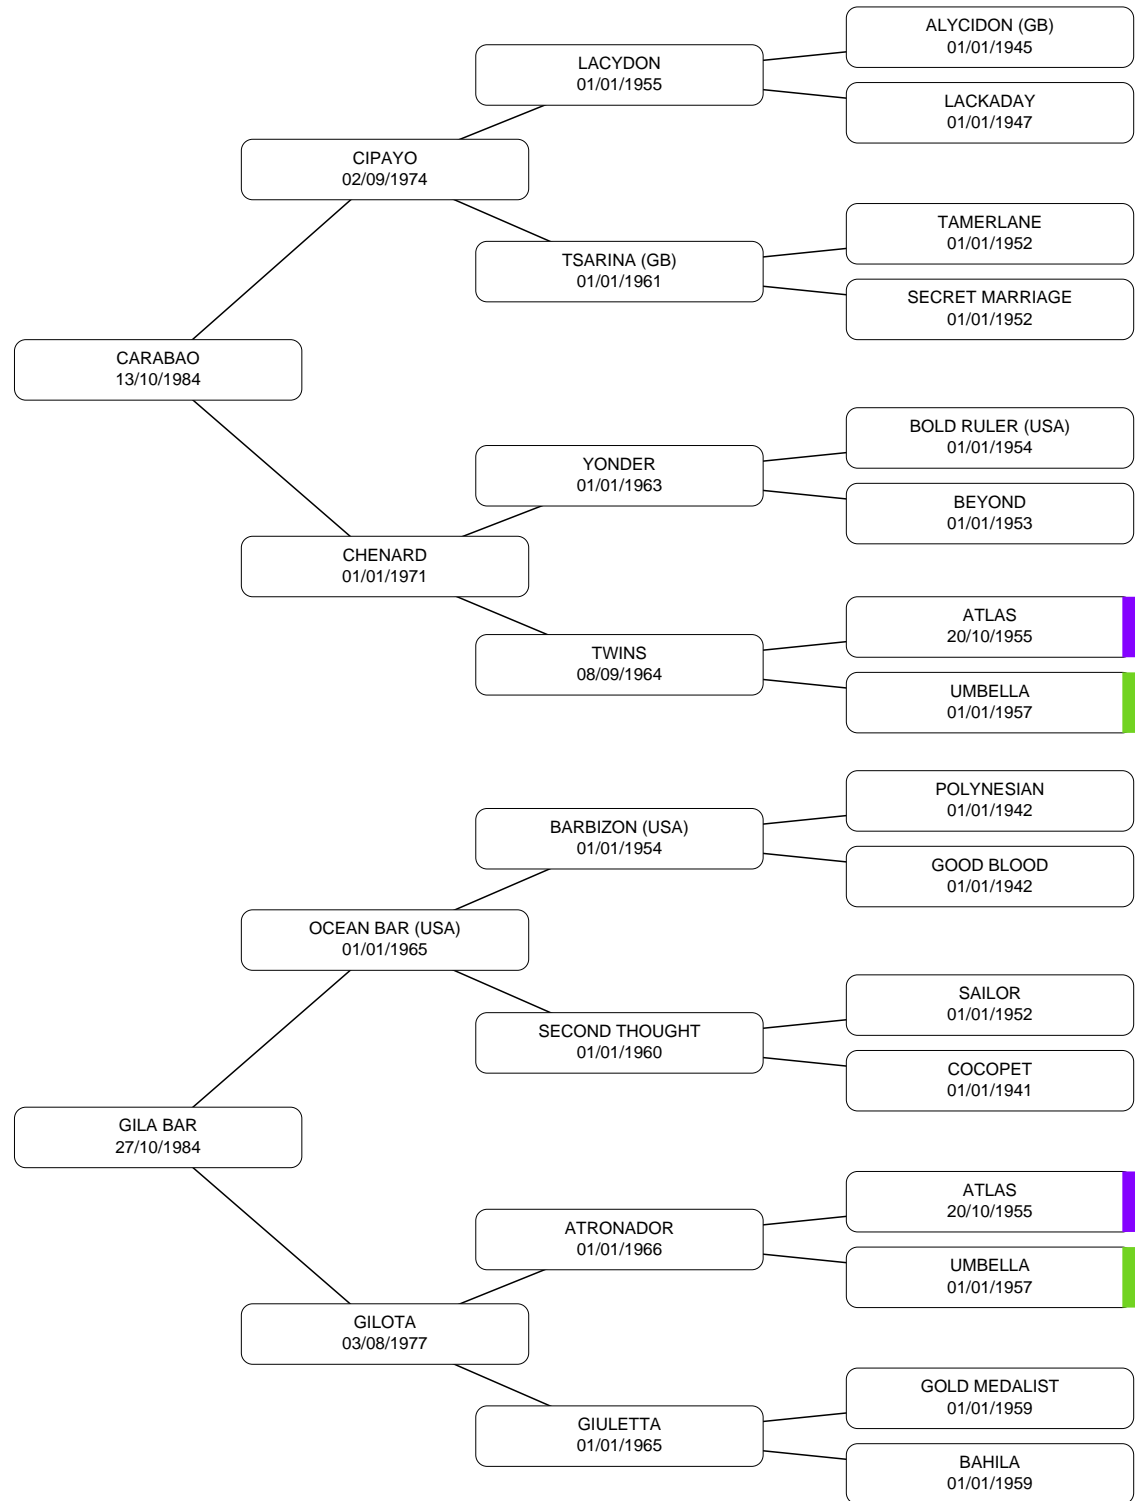 ALYCIDON (GB)
01/01/1945
LACYDON
01/01/1955
LACKADAY
01/01/1947
CIPAYO
02/09/1974
TAMERLANE
01/01/1952
TSARINA (GB)
01/01/1961
SECRET MARRIAGE
01/01/1952
CARABAO
13/10/1984
BOLD RULER (USA)
01/01/1954
YONDER
01/01/1963
BEYOND
01/01/1953
CHENARD
01/01/1971
ATLAS
20/10/1955
TWINS
08/09/1964
UMBELLA
01/01/1957
POLYNESIAN
01/01/1942
BARBIZON (USA)
01/01/1954
GOOD BLOOD
01/01/1942
OCEAN BAR (USA)
01/01/1965
SAILOR
01/01/1952
SECOND THOUGHT
01/01/1960
COCOPET
01/01/1941
GILA BAR
27/10/1984
ATLAS
20/10/1955
ATRONADOR
01/01/1966
UMBELLA
01/01/1957
GILOTA
03/08/1977
GOLD MEDALIST
01/01/1959
GIULETTA
01/01/1965
BAHILA
01/01/1959